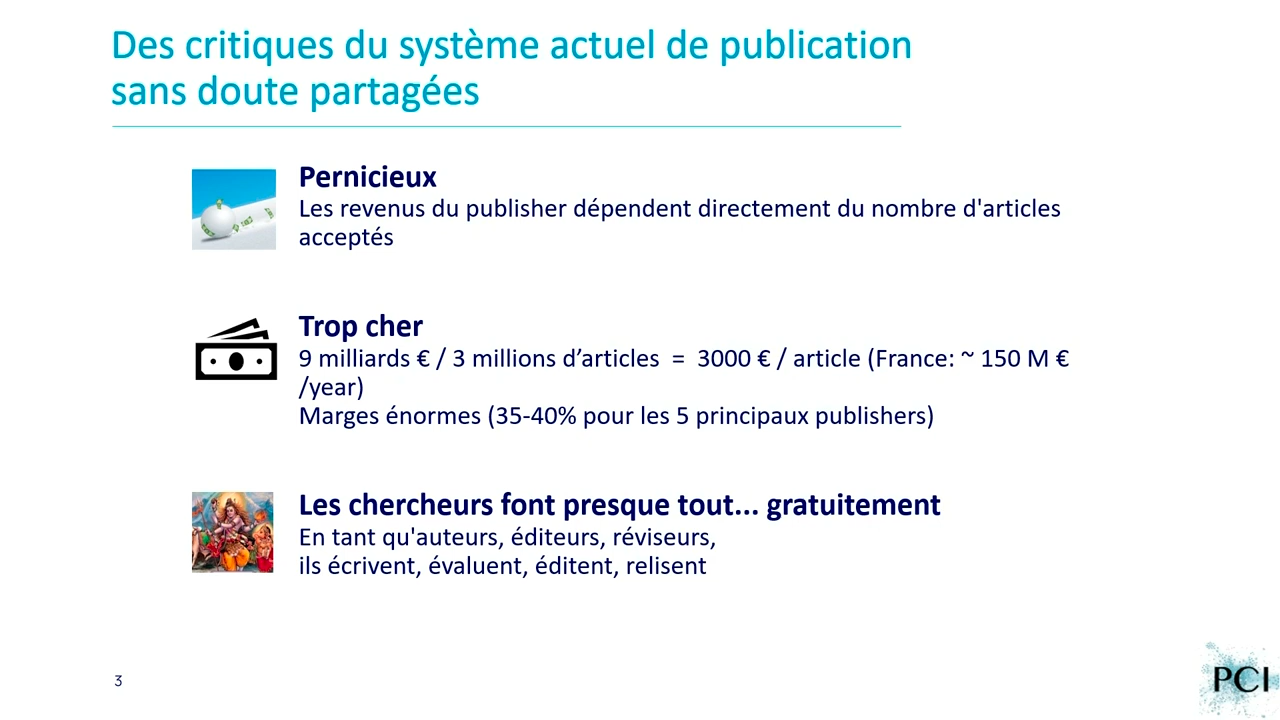 Des critiques du système actuel de publication
sans doute partagées
Pernicieux
Les revenus du publisher dépendent directement du nombre d'articles
acceptés
Trop cher
9 milliards € / 3 millions d’articles  =  3000 € / article (France: ~ 150 M €
/year)
Marges énormes (35-40% pour les 5 principaux publishers)
Les chercheurs font presque tout... gratuitement
En tant qu'auteurs, éditeurs, réviseurs,
ils écrivent, évaluent, éditent, relisent
3
PCI